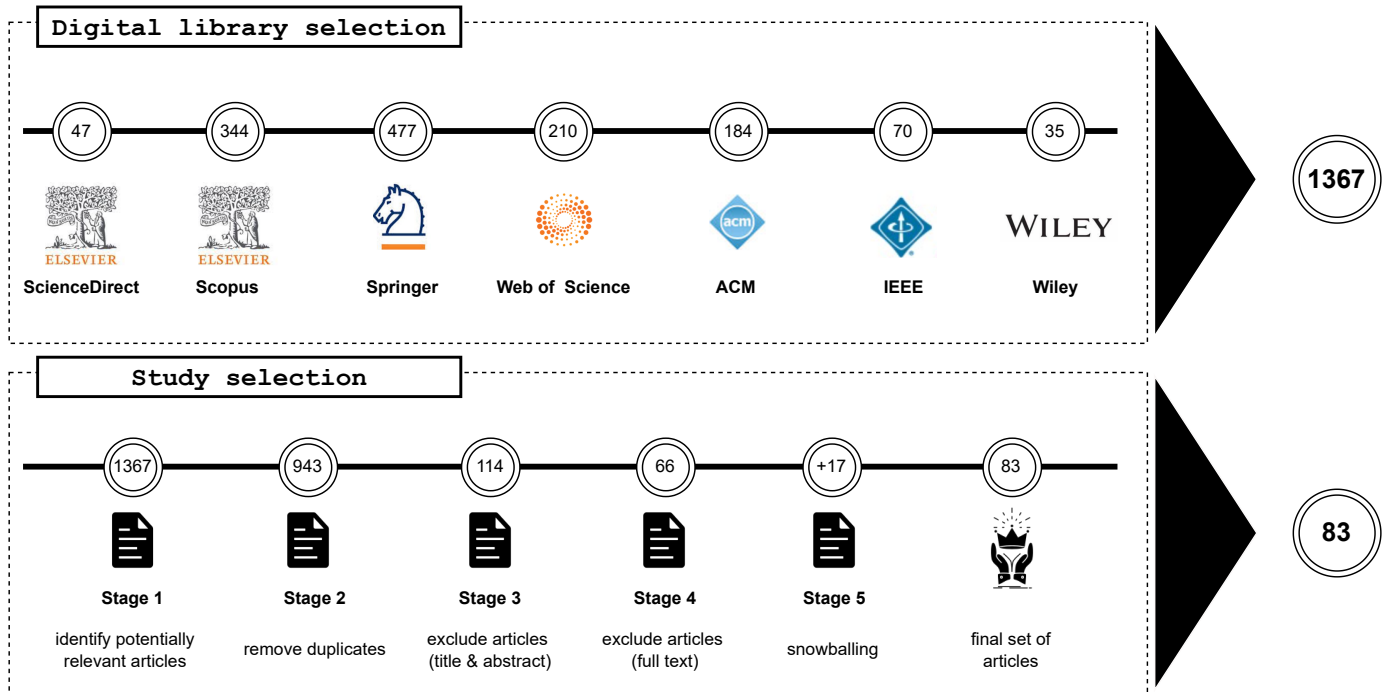 Digital library selection
47
344
477
210
184
70
35
1367
ELSEVIER
ELSEVIER
acm
WILEY
ScienceDirect
Scopus
Springer
Web of Science
ACM
IEEE
Wiley
Study selection
1367
943
114
66
+17
83
83
Stage 1
Stage 2
Stage 3
Stage 4
Stage 5
identify potentially
relevant articles
remove duplicates
exclude articles
(title & abstract)
exclude articles
(full text)
snowballing
final set of
articles